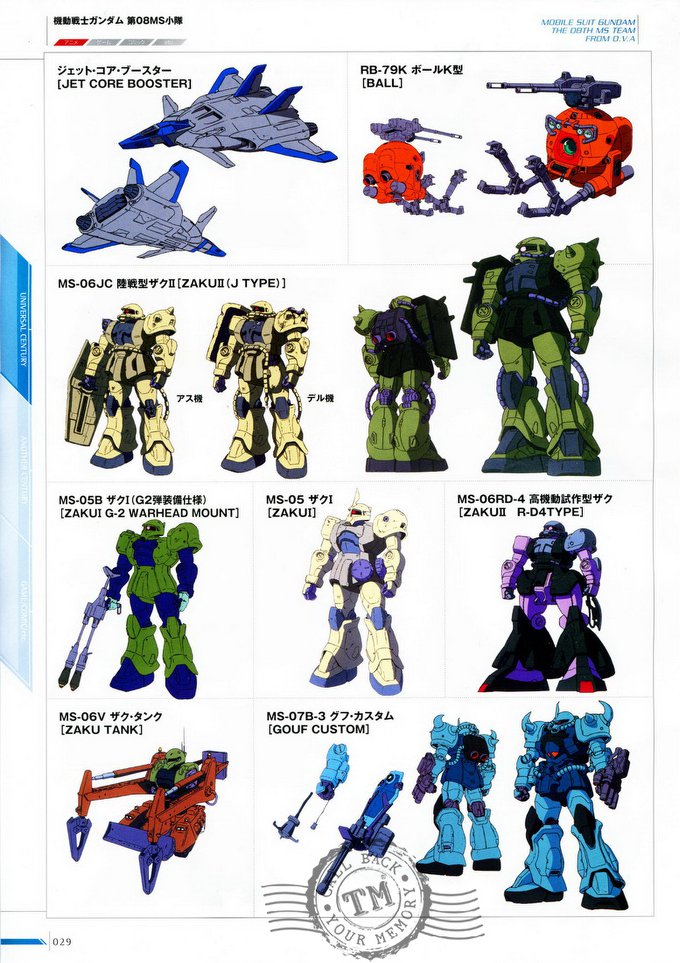 機動戦士ガンダム 第08MS小隊
アニメ
ゲーム
コミック
etc
MOBILE SUIT GUNDAM
THE 08TH MS TEAM
FROM O.V.A
ジェット・コア・ブースター
[JET CORE BOOSTER]
RB-79K ボールK型
[BALL]
MS-06JC 陸戦型ザクⅡ[ZAKUⅡ(J TYPE)]
アス機
デル機
UNIVERSAL CENTURY
ANOTHER CENTURY
MS-05B ザクⅠ(G2弾装備仕様)
[ZAKUⅠ G-2 WARHEAD MOUNT]
MS-05 ザクⅠ
[ZAKUⅠ]
MS-06RD-4 高機動試作型ザク
[ZAKUⅡ R-D4TYPE]
MS-06V ザク・タンク
[ZAKU TANK]
MS-07B-3 グフ・カスタム
[GOUF CUSTOM]
CALL BACK
TM
YOUR MEMORY
029